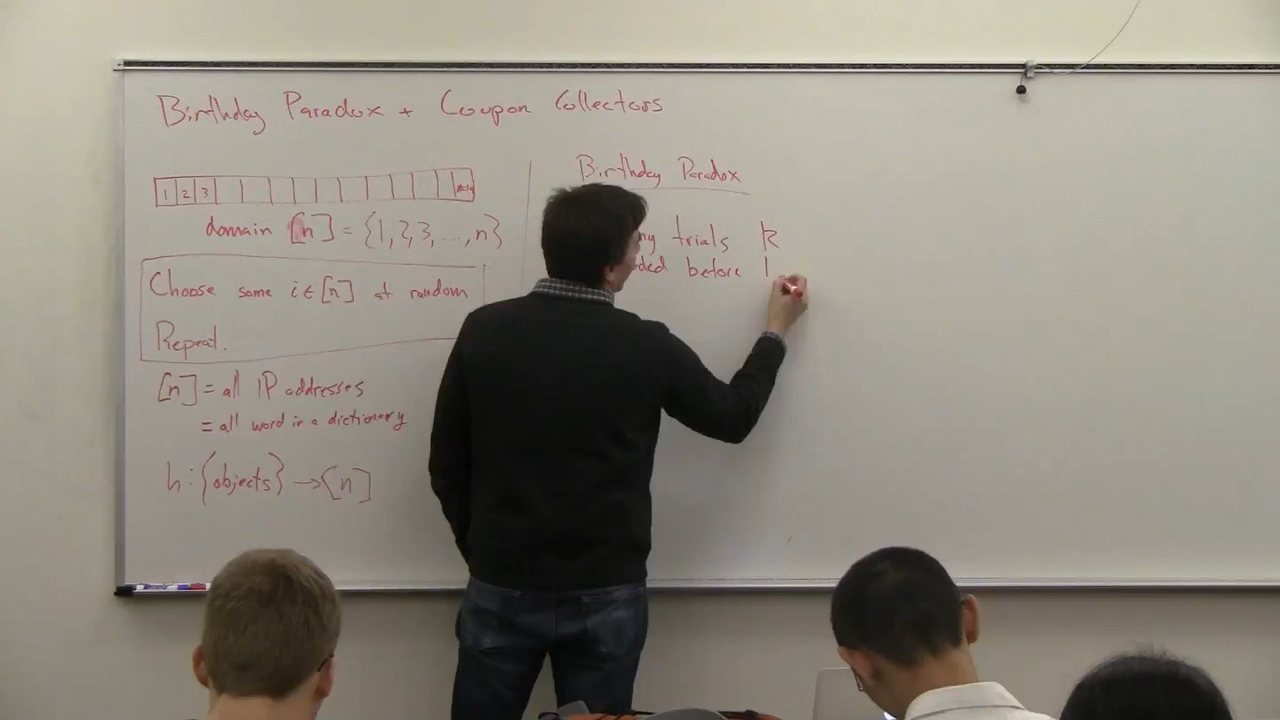 Birthday Paradox + Coupon Collectors
1 2 3
domain [n] = {1, 2, 3, ..., n}
Choose some i ∈ [n] at random
Repeat.
[n] = all IP addresses
= all word in a dictionary
h : {objects} → [n]
Birthday Paradox
trials k
before